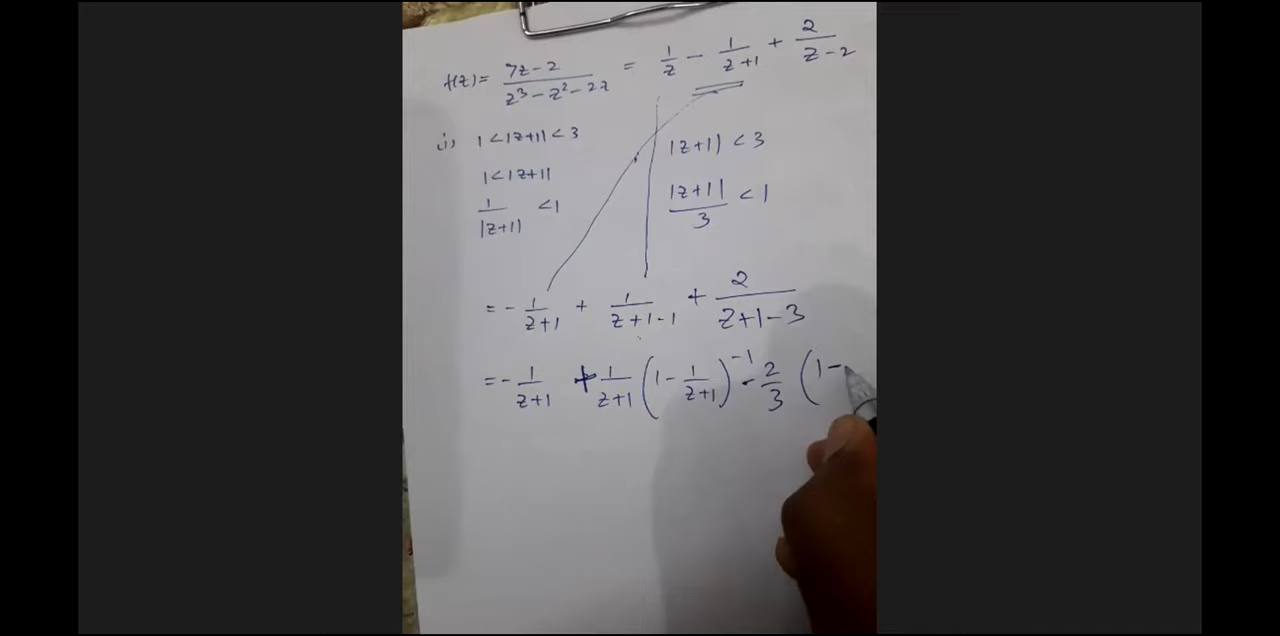 f(z) = 7z-2 / z³-z²-2z = 1/z - 1/z+1 + 2/z-2
i) 1<|z+1|<3
1<|z+1|
1/|z+1| <1
|z+1|<3
|z+1|/3 <1
= - 1/z+1 + 1/z+1-1 + 2/z+1-3
= - 1/z+1 + 1/z+1 (1 - 1/z+1)⁻¹ - 2/3 (1-